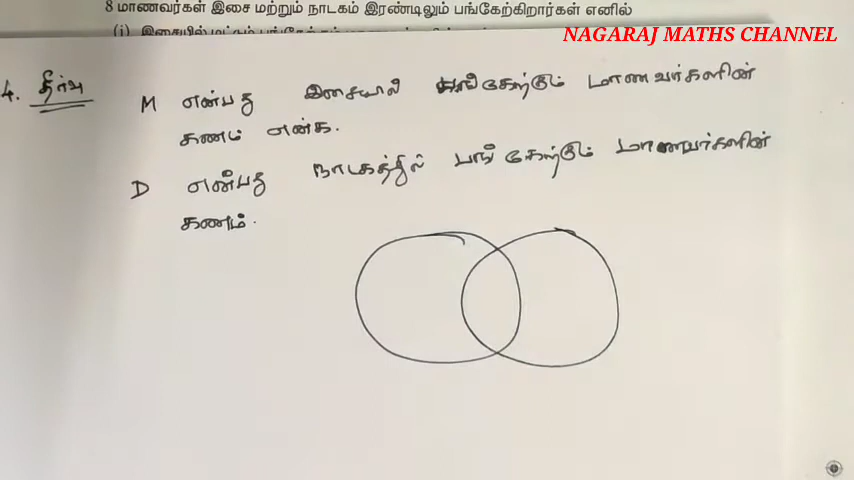 8 மாணவர்கள் இசை மற்றும் நாடகம் இரண்டிலும் பங்கேற்கிறார்கள் எனில்
(i)
NAGARAJ MATHS CHANNEL
4. தீர்வு
M என்பது இசையில் பங்கேற்கும் மாணவர்களின்
கணம் என்க.
D என்பது நாடகத்தில் பங்கேற்கும் மாணவர்களின்
கணம்.